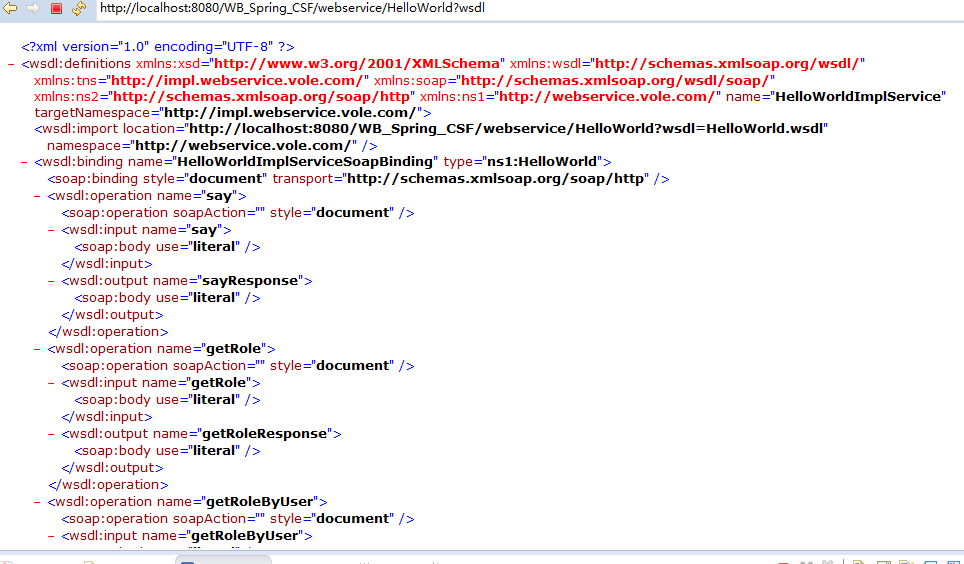 http://localhost:8080/WB_Spring_CSF/webservice/HelloWorld?wsdl
<?xml version="1.0" encoding="UTF-8" ?>
- <wsdl:definitions xmlns:xsd="http://www.w3.org/2001/XMLSchema" xmlns:wsdl="http://schemas.xmlsoap.org/wsdl/"
xmlns:tns="http://impl.webservice.vole.com/" xmlns:soap="http://schemas.xmlsoap.org/wsdl/soap/"
xmlns:ns2="http://schemas.xmlsoap.org/soap/http" xmlns:ns1="http://webservice.vole.com/" name="HelloWorldImplService"
targetNamespace="http://impl.webservice.vole.com/">
<wsdl:import location="http://localhost:8080/WB_Spring_CSF/webservice/HelloWorld?wsdl=HelloWorld.wsdl"
namespace="http://webservice.vole.com/" />
- <wsdl:binding name="HelloWorldImplServiceSoapBinding" type="ns1:HelloWorld">
<soap:binding style="document" transport="http://schemas.xmlsoap.org/soap/http" />
- <wsdl:operation name="say">
<soap:operation soapAction="" style="document" />
- <wsdl:input name="say">
<soap:body use="literal" />
</wsdl:input>
- <wsdl:output name="sayResponse">
<soap:body use="literal" />
</wsdl:output>
</wsdl:operation>
- <wsdl:operation name="getRole">
<soap:operation soapAction="" style="document" />
- <wsdl:input name="getRole">
<soap:body use="literal" />
</wsdl:input>
- <wsdl:output name="getRoleResponse">
<soap:body use="literal" />
</wsdl:output>
</wsdl:operation>
- <wsdl:operation name="getRoleByUser">
<soap:operation soapAction="" style="document" />
- <wsdl:input name="getRoleByUser">